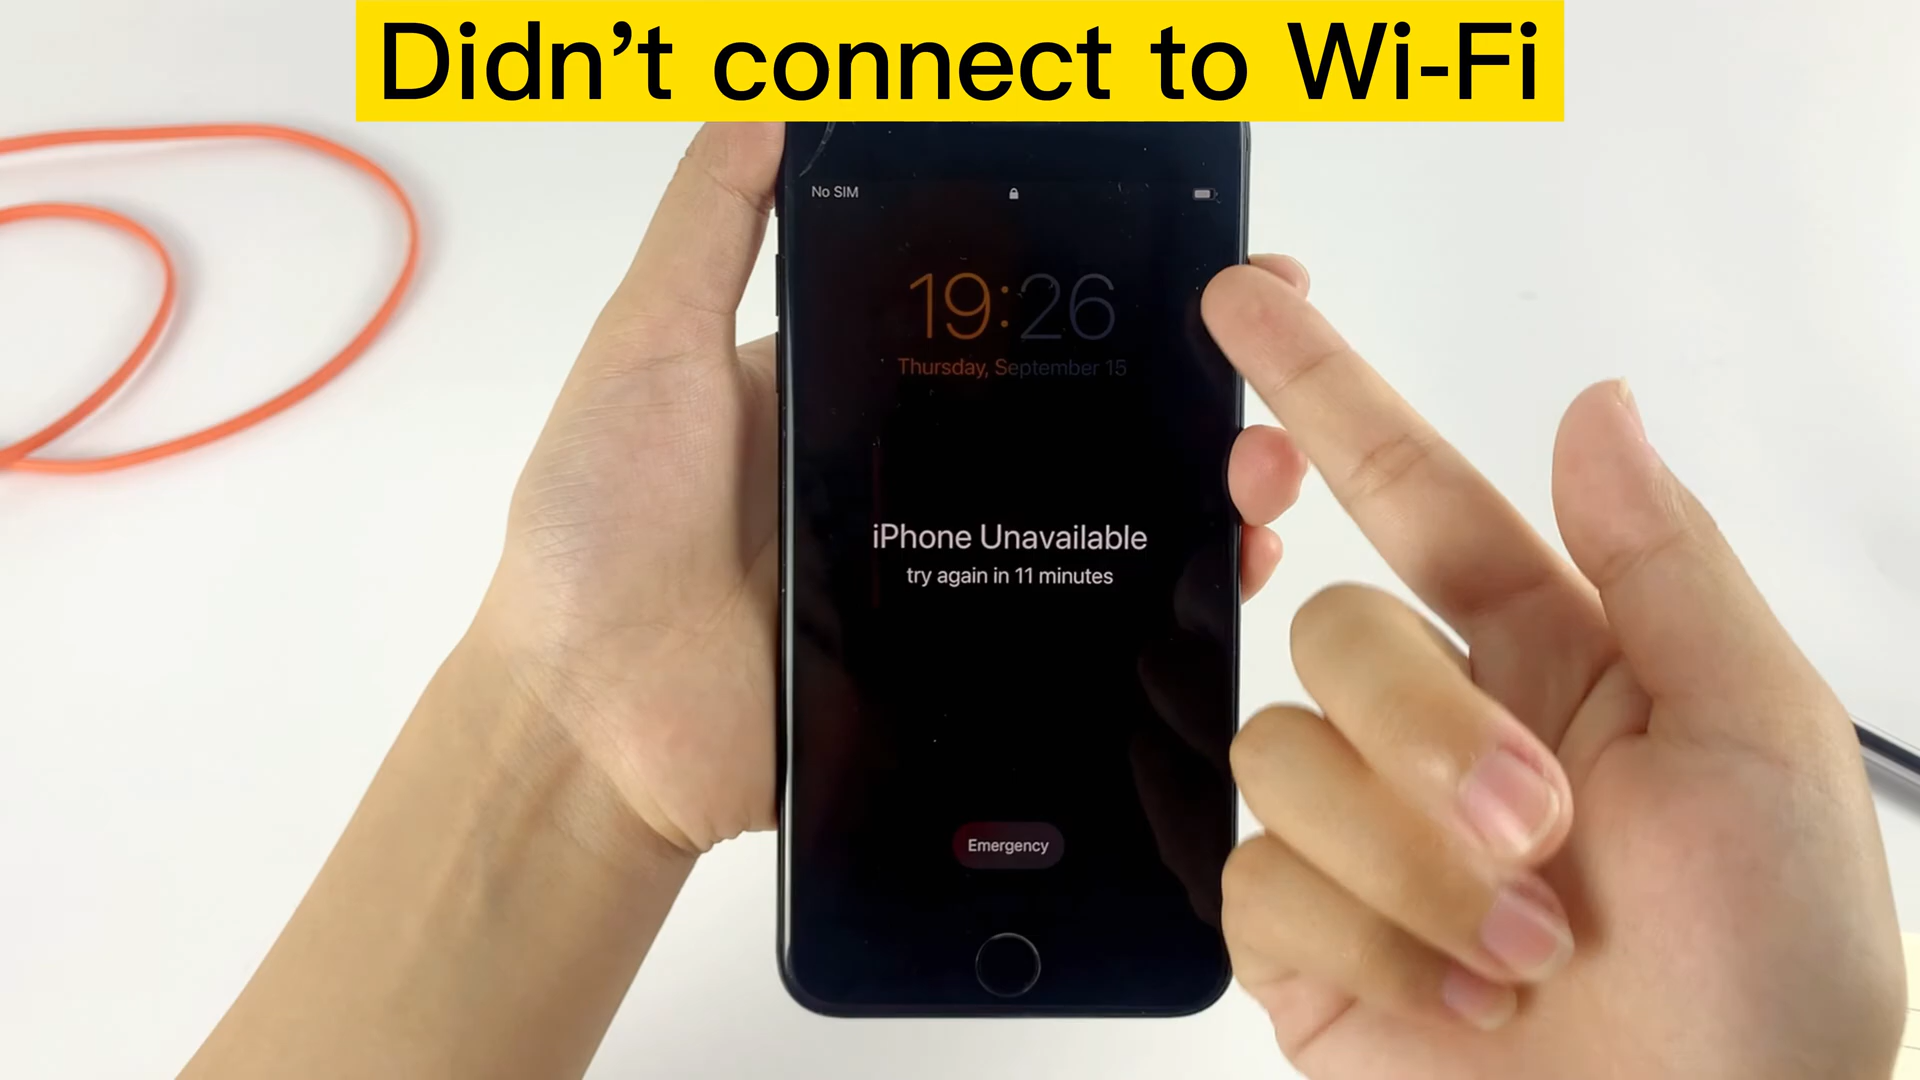 Didn't connect to Wi-Fi
No SIM
19:26
Thursday, September 15
iPhone Unavailable
try again in 11 minutes
Emergency